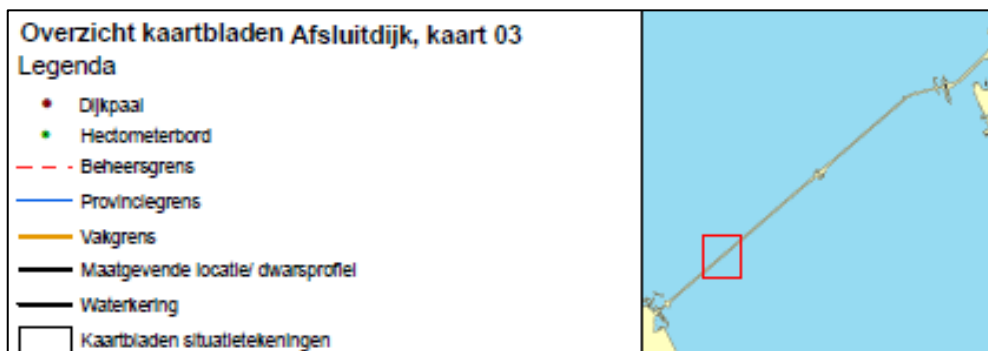 Overzicht kaartbladen Afsluitdijk, kaart 03
Legenda
Dijkpaal
Hectometerbord
Beheersgrens
Provinciegrens
Vakgrens
Maatgevende locatie/ dwarsprofiel
Waterkering
Kaartbladen situatietekeningen